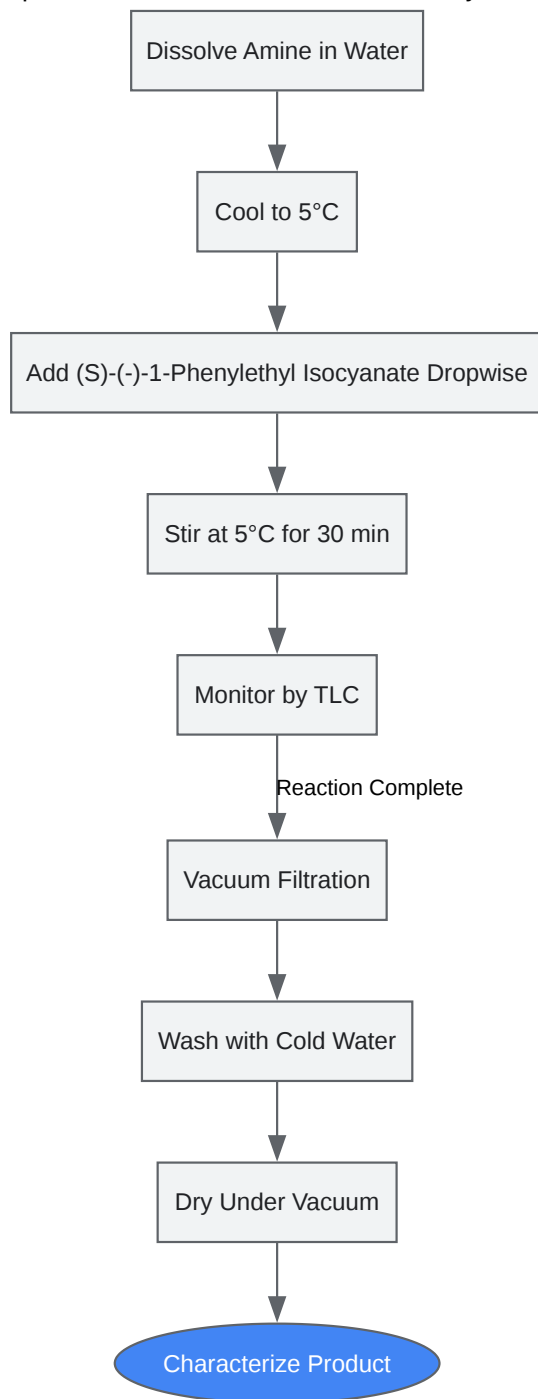 Dissolve Amine in Water
Cool to 5°C
Add (S)-(-)-1-Phenylethyl Isocyanate Dropwise
Stir at 5°C for 30 min
Monitor by TLC
Reaction Complete
Vacuum Filtration
Wash with Cold Water
Dry Under Vacuum
Characterize Product